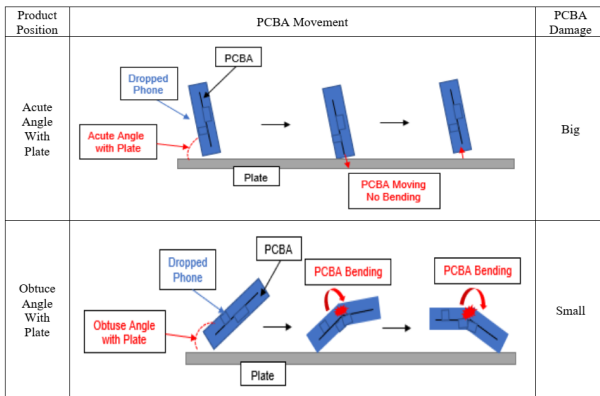 Product
Position
PCBA Movement
PCBA
Damage
Acute
Angle
With
Plate
PCBA
Dropped
Phone
Acute Angle
with Plate
Plate
PCBA Moving
No Bending
Big
Obtuce
Angle
With
Plate
PCBA
Dropped
Phone
Obtuse Angle
with Plate
Plate
PCBA Bending
PCBA Bending
Small